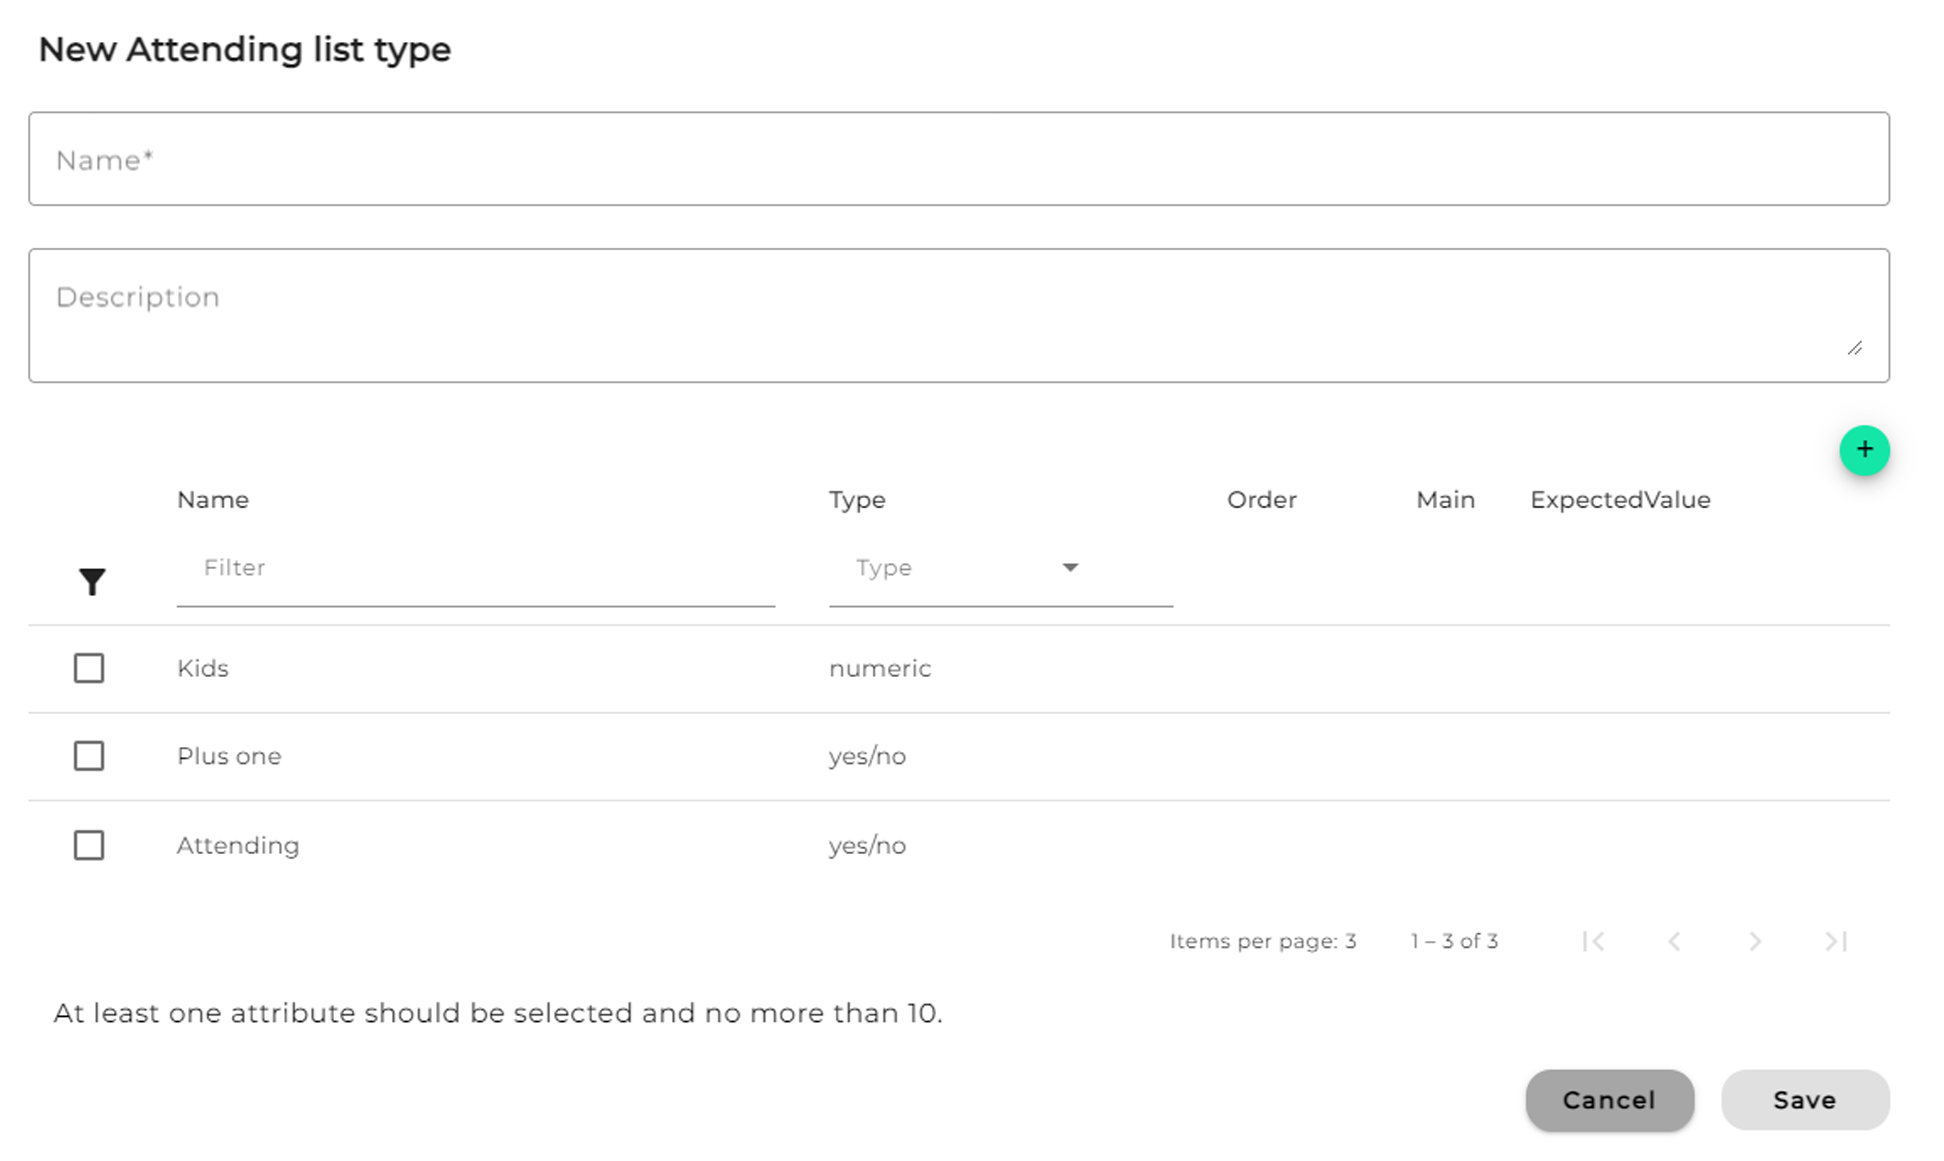 New Attending list type
Name*
Description
+
Name Type Order Main ExpectedValue
Filter Type
Kids numeric
Plus one yes/no
Attending yes/no
Items per page: 3 1 – 3 of 3
At least one attribute should be selected and no more than 10.
Cancel Save